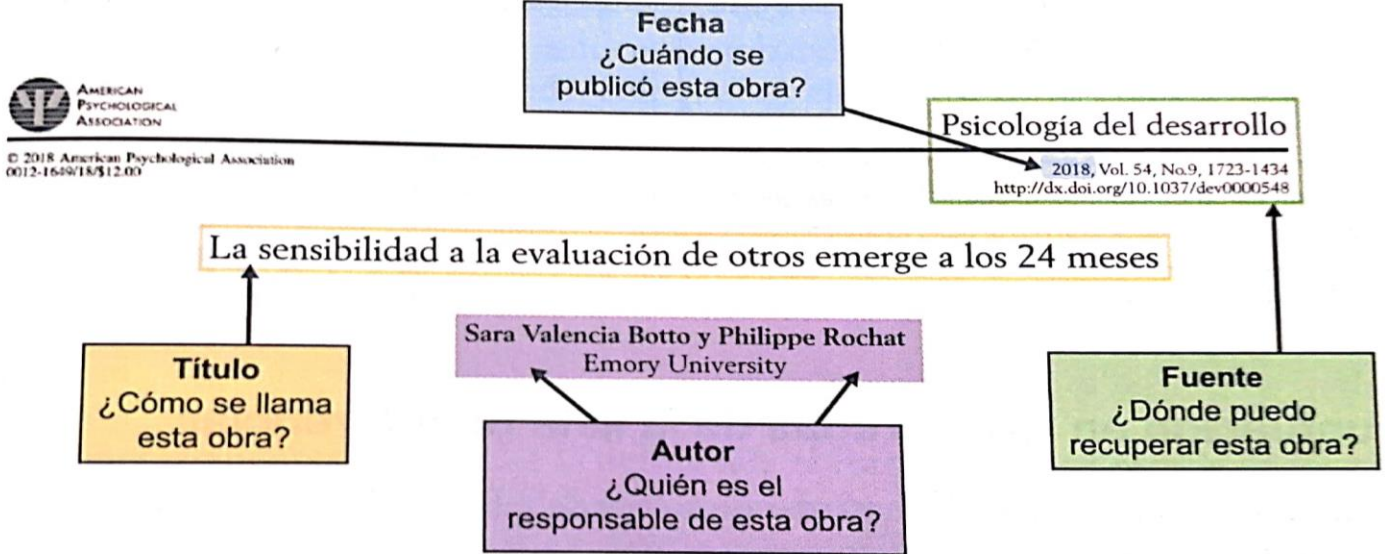 Fecha
¿Cuándo se
publicó esta obra?
AMERICAN
PSYCHOLOGICAL
ASSOCIATION
Psicología del desarrollo
© 2018 American Psychological Association
0012-1649/18/$12.00
2018, Vol. 54, No.9, 1723-1434
http://dx.doi.org/10.1037/dev0000548
La sensibilidad a la evaluación de otros emerge a los 24 meses
Sara Valencia Botto y Philippe Rochat
Emory University
Título
¿Cómo se llama
esta obra?
Autor
¿Quién es el
responsable de esta obra?
Fuente
¿Dónde puedo
recuperar esta obra?